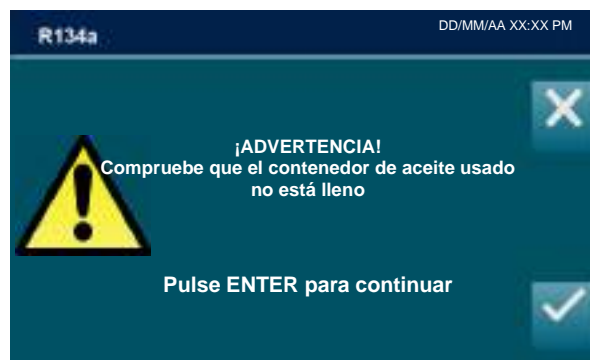 R134a
DD/MM/AA XX:XX PM
¡ADVERTENCIA!
Compruebe que el contenedor de aceite usado
no está lleno
Pulse ENTER para continuar